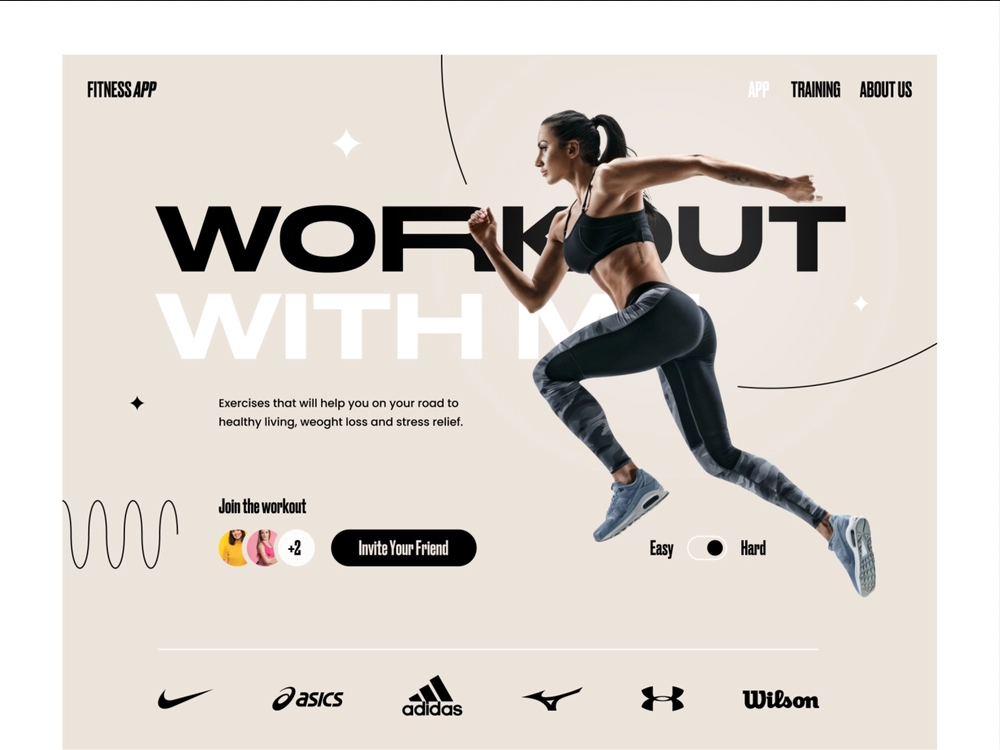 FITNESS APP
APP
TRAINING
ABOUT US
WORKOUT
WITH M
Exercises that will help you on your road to
healthy living, weoght loss and stress relief.
Join the workout
+2
Invite Your Friend
Easy
Hard
asics
adidas
Wilson